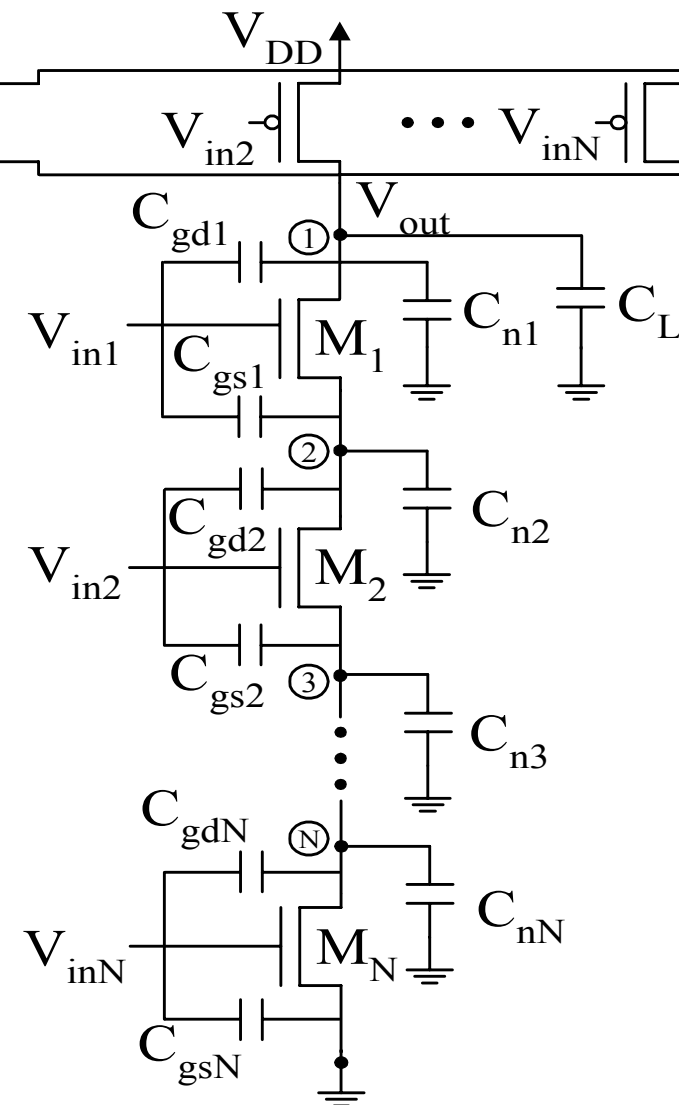 V_DD
V_in2 • • • V_inN
V_out
C_gd1 1
V_in1 C_gs1 M_1 C_n1 C_L
2
C_gd2 C_n2
V_in2 M_2
C_gs2 3
C_n3
C_gdN N
C_nN
V_inN M_N
C_gsN